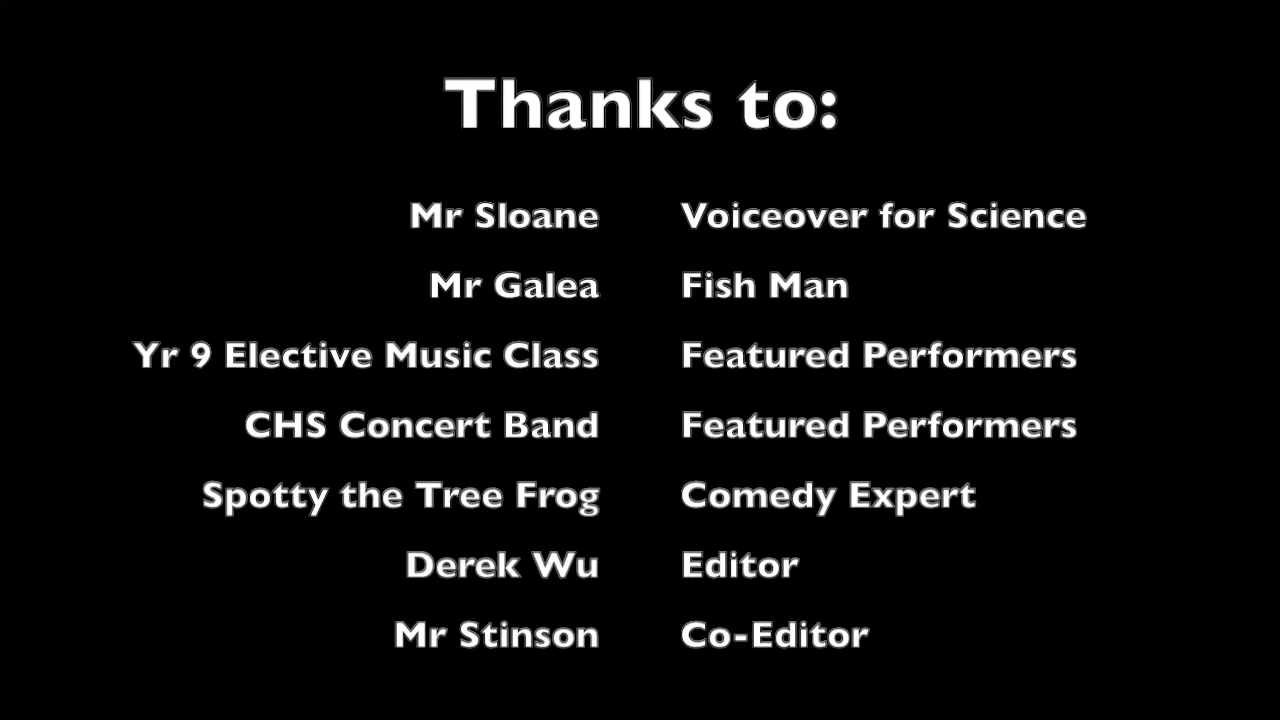 Thanks to:
Mr Sloane Voiceover for Science
Mr Galea Fish Man
Yr 9 Elective Music Class Featured Performers
CHS Concert Band Featured Performers
Spotty the Tree Frog Comedy Expert
Derek Wu Editor
Mr Stinson Co-Editor